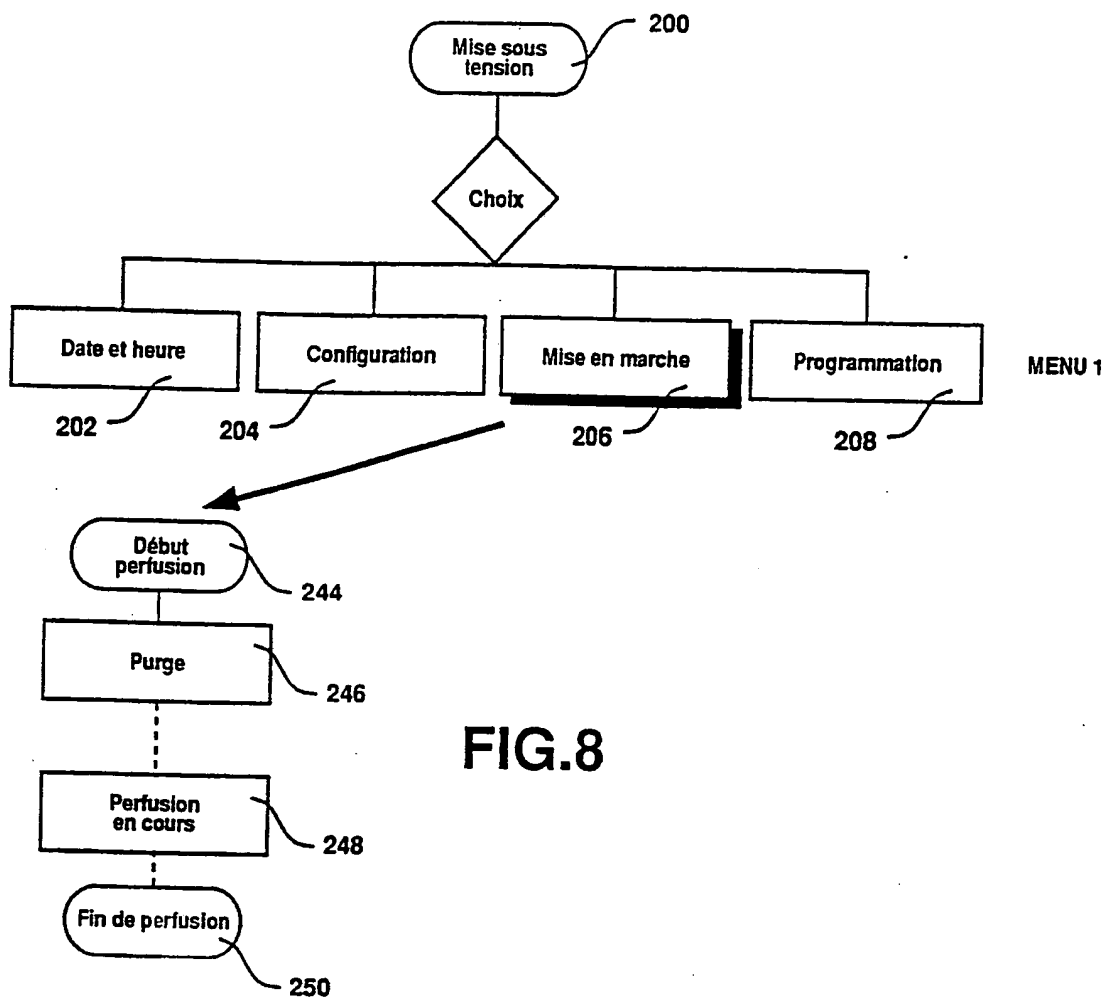 200
Mise sous
tension
Choix
Date et heure
Configuration
Mise en marche
Programmation
MENU 1
202
204
206
208
Début
perfusion
244
Purge
246
FIG.8
Perfusion
en cours
248
Fin de perfusion
250